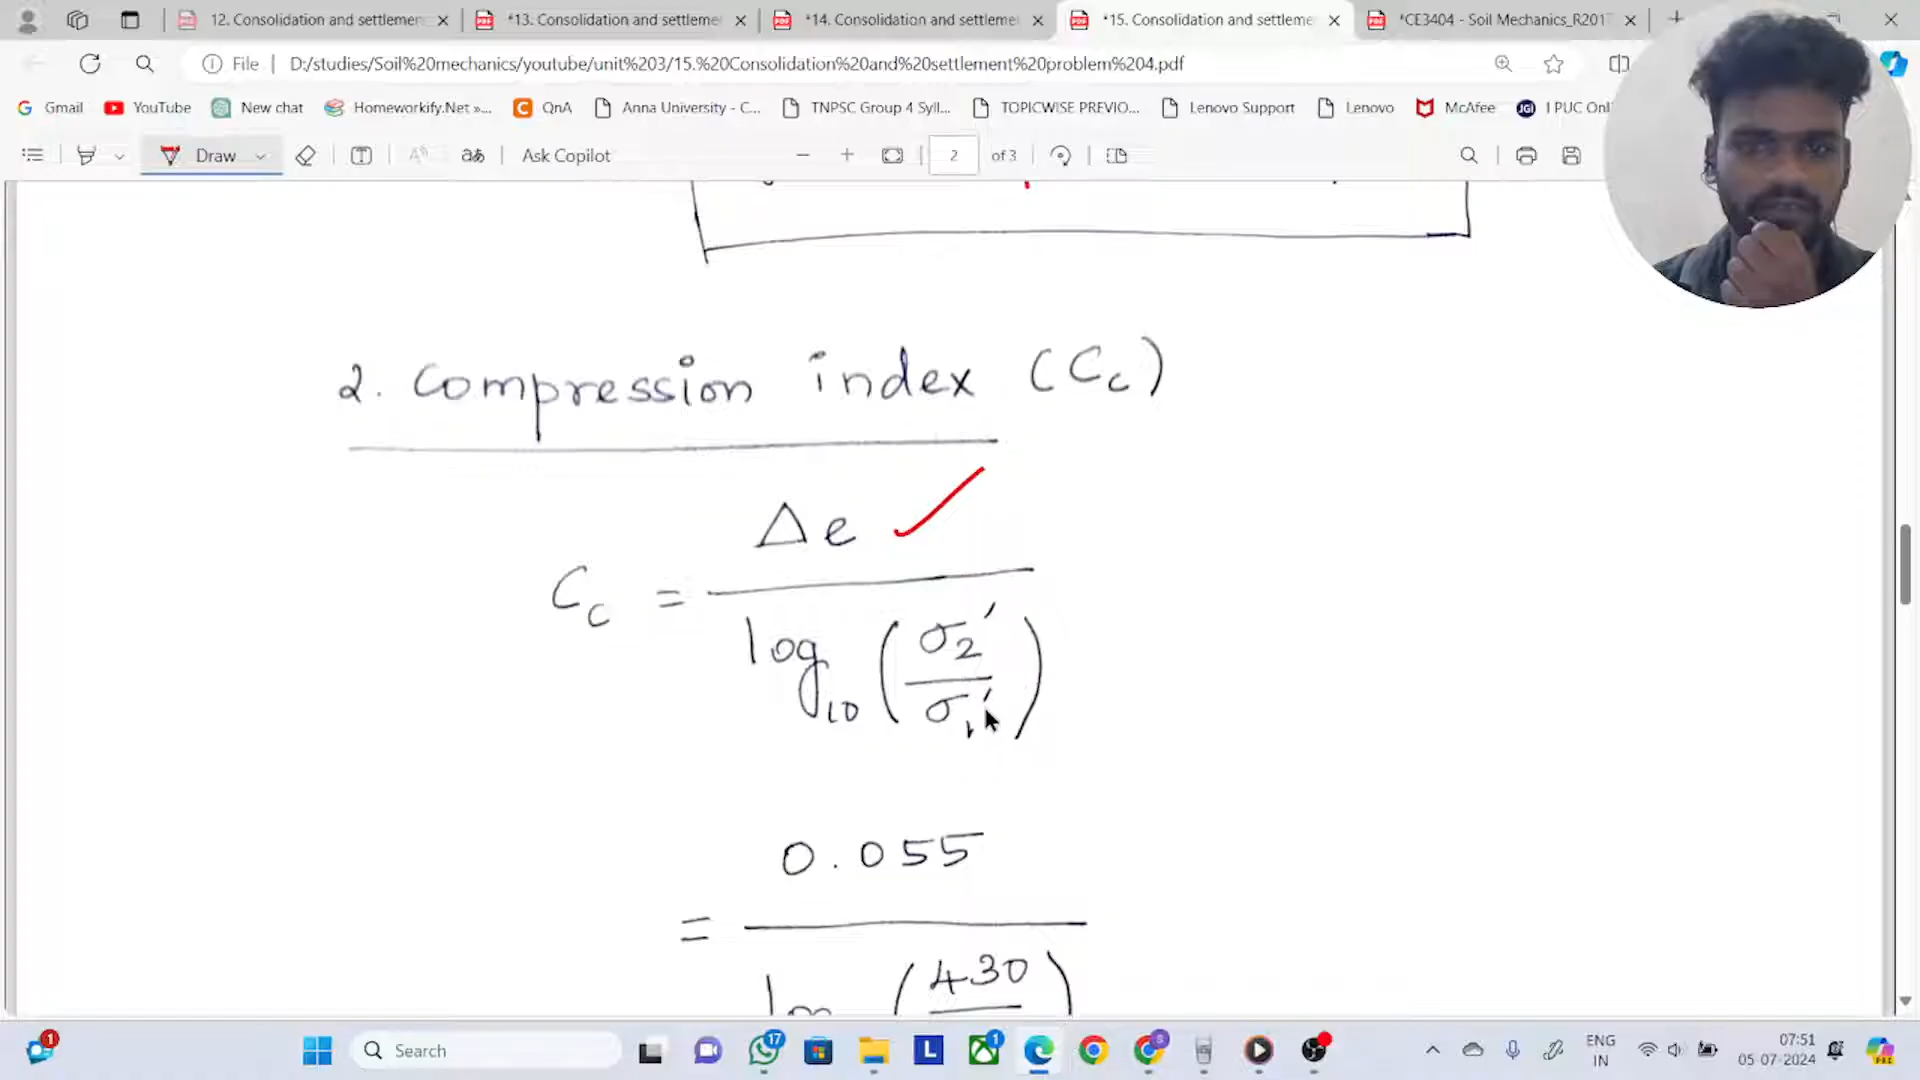 12. Consolidation and settlemen
*13. Consolidation and settleme
*14. Consolidation and settleme
*15. Consolidation and settleme
*CE3404 - Soil Mechanics_R201
File | D:/studies/Soil%20mechanics/youtube/unit%203/15.%20Consolidation%20and%20settlement%20problem%204.pdf
Gmail YouTube New chat Homeworkify.Net »... QnA Anna University - C... TNPSC Group 4 Syll... TOPICWISE PREVIO... Lenovo Support Lenovo McAfee I PUC Onl
Draw Ask Copilot 2 of 3
2. Compression index (Cc)
Δe
Cc =
log10 (σ2′ / σ1′)
0.055
=
430
Search
ENG
IN
07:51
05-07-2024